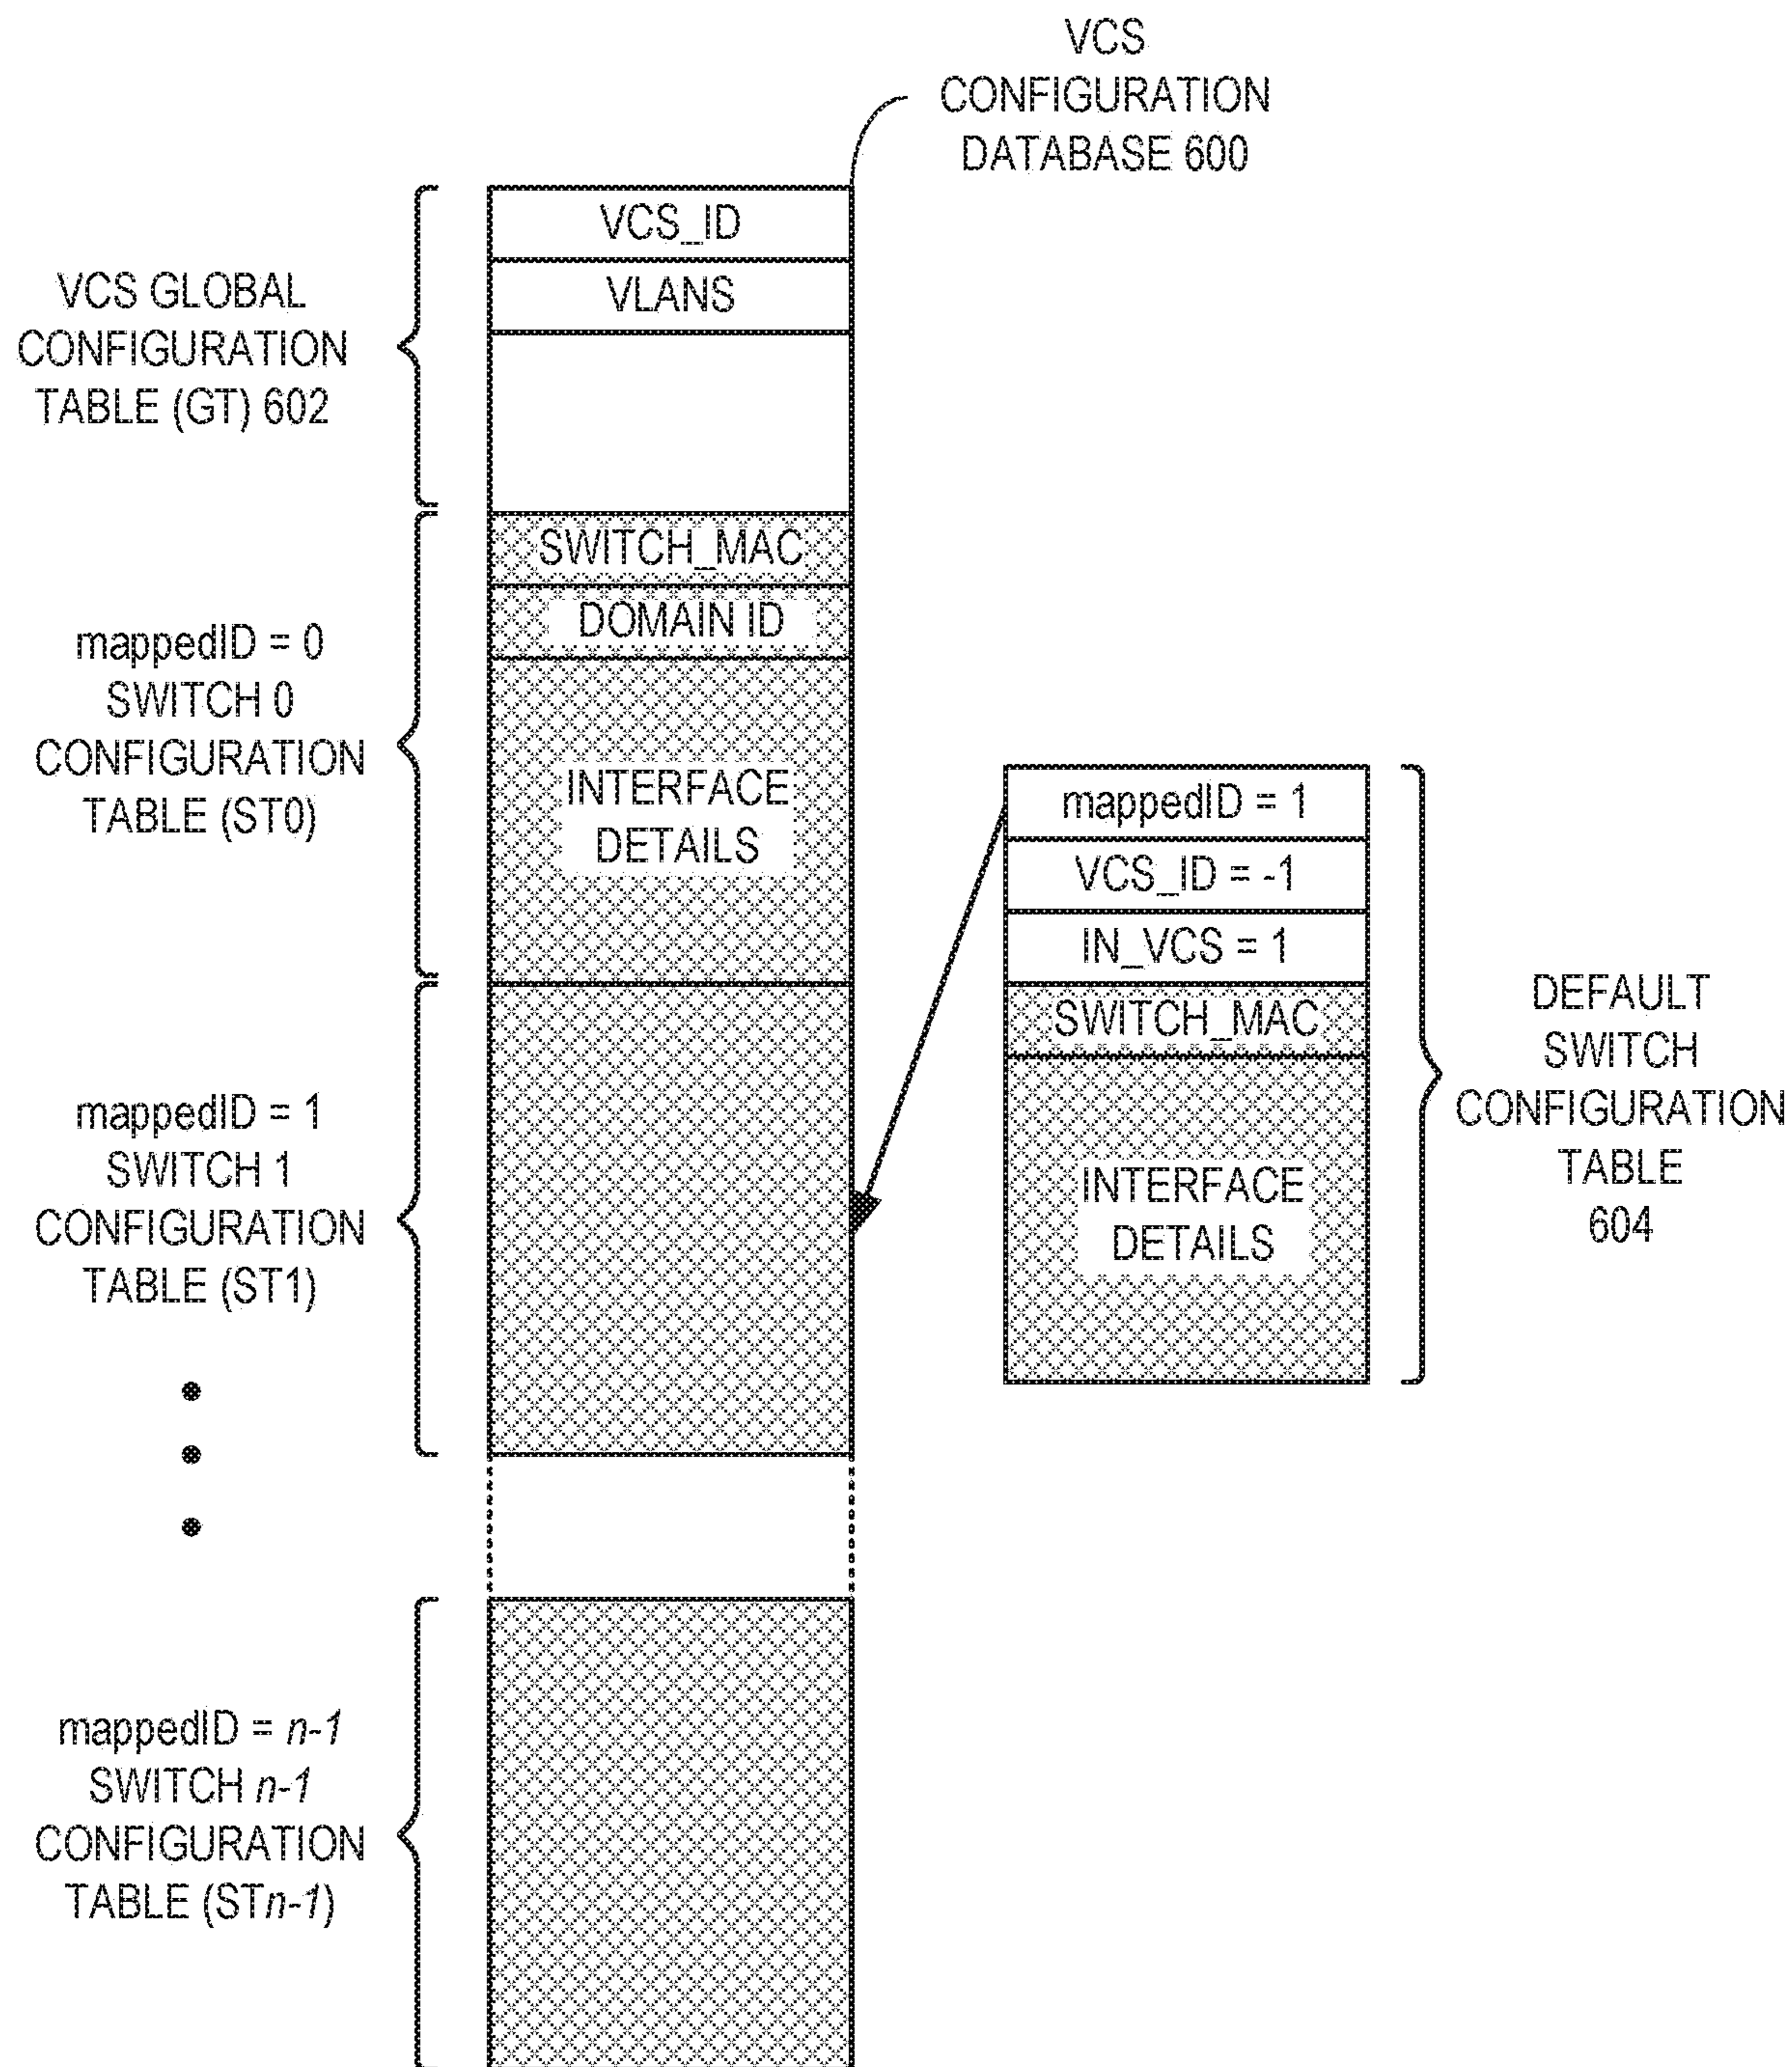 VCS
CONFIGURATION
DATABASE 600
VCS_ID
VLANS
VCS GLOBAL
CONFIGURATION
TABLE (GT) 602
SWITCH_MAC
DOMAIN ID
INTERFACE
DETAILS
mappedID = 0
SWITCH 0
CONFIGURATION
TABLE (ST0)
mappedID = 1
VCS_ID = -1
IN_VCS = 1
SWITCH_MAC
INTERFACE
DETAILS
DEFAULT
SWITCH
CONFIGURATION
TABLE
604
mappedID = 1
SWITCH 1
CONFIGURATION
TABLE (ST1)
mappedID = n-1
SWITCH n-1
CONFIGURATION
TABLE (STn-1)